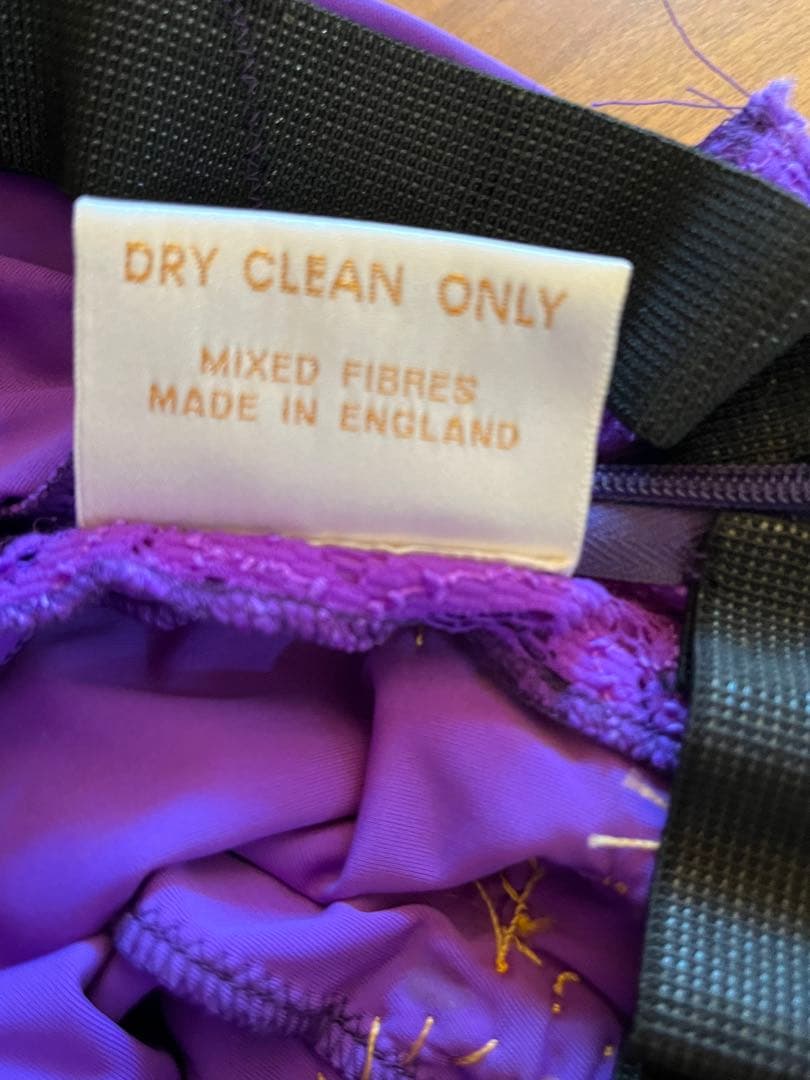 DRY CLEAN ONLY
MIXED FIBRES
MADE IN ENGLAND